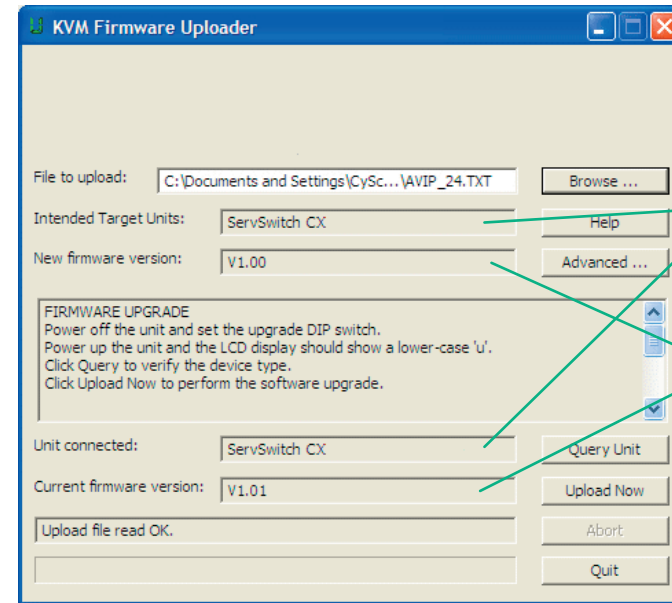 KVM Firmware Uploader
File to upload: C:\Documents and Settings\CySc...\AVIP_24.TXT Browse ...
Intended Target Units: ServSwitch CX Help
New firmware version: V1.00 Advanced ...
FIRMWARE UPGRADE
Power off the unit and set the upgrade DIP switch.
Power up the unit and the LCD display should show a lower-case 'u'.
Click Query to verify the device type.
Click Upload Now to perform the software upgrade.
Unit connected: ServSwitch CX Query Unit
Current firmware version: V1.01 Upload Now
Upload file read OK. Abort
Quit